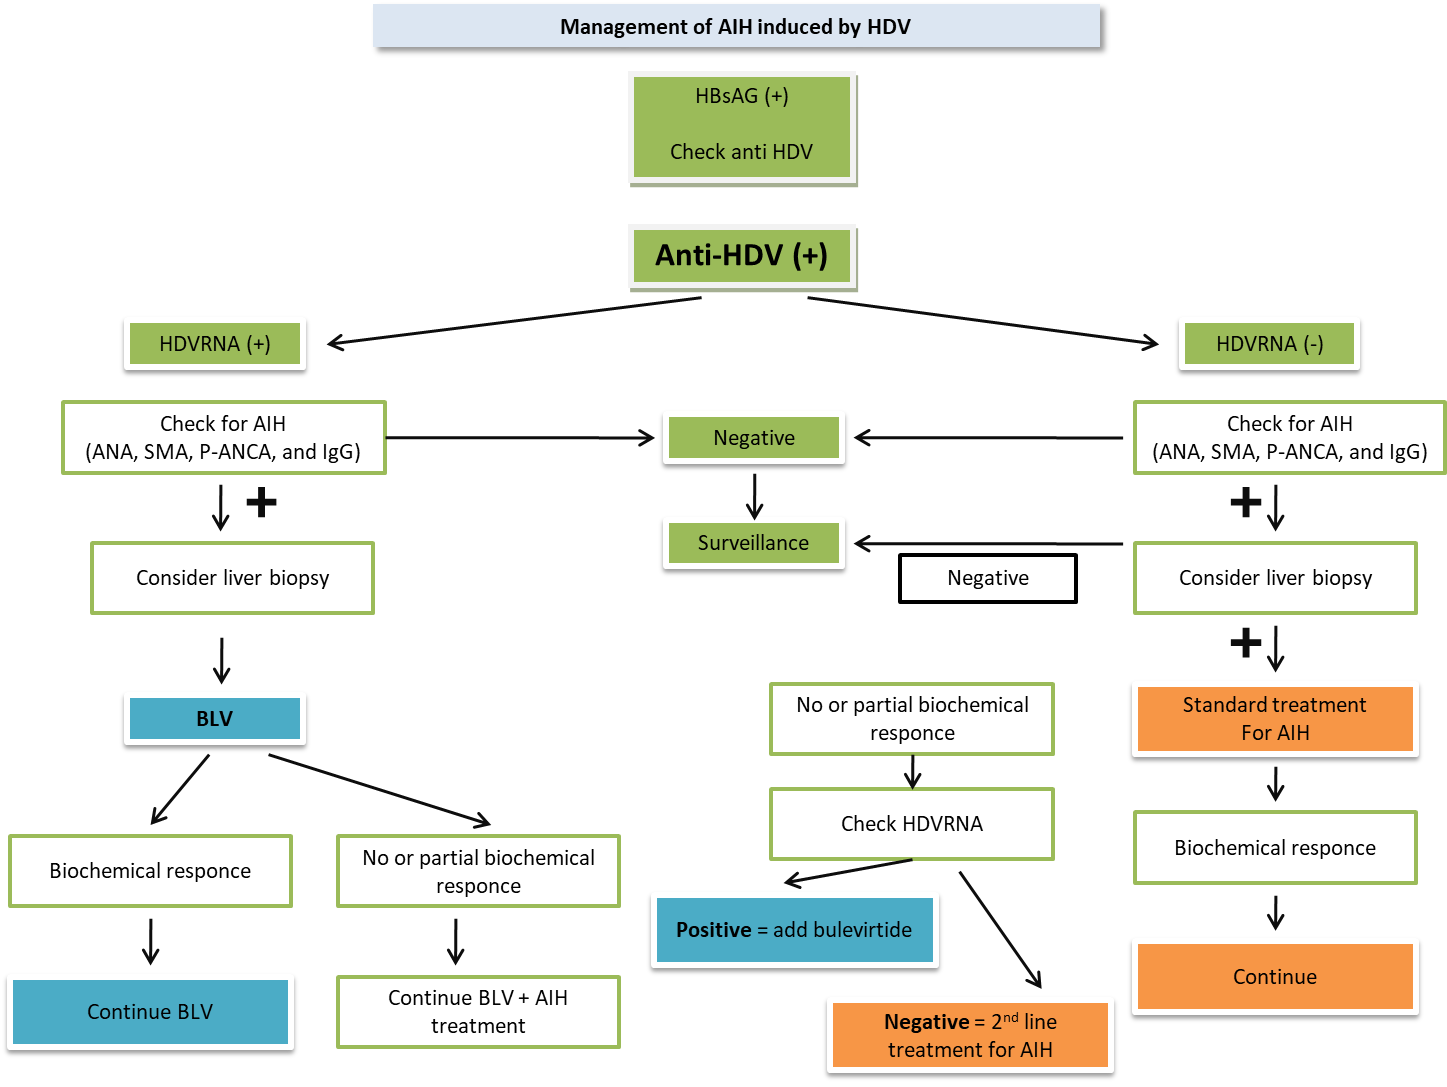 Management of AIH induced by HDV
HBsAG (+)
Check anti HDV
Anti-HDV (+)
HDVRNA (+)
HDVRNA (-)
Check for AIH
(ANA, SMA, P-ANCA, and IgG)
Negative
Check for AIH
(ANA, SMA, P-ANCA, and IgG)
+
+
Consider liver biopsy
Surveillance
Negative
Consider liver biopsy
+
BLV
No or partial biochemical
responce
Standard treatment
For AIH
Check HDVRNA
Biochemical responce
No or partial biochemical
responce
Biochemical responce
Positive = add bulevirtide
Continue BLV
Continue BLV + AIH
treatment
Negative = 2nd line
treatment for AIH
Continue